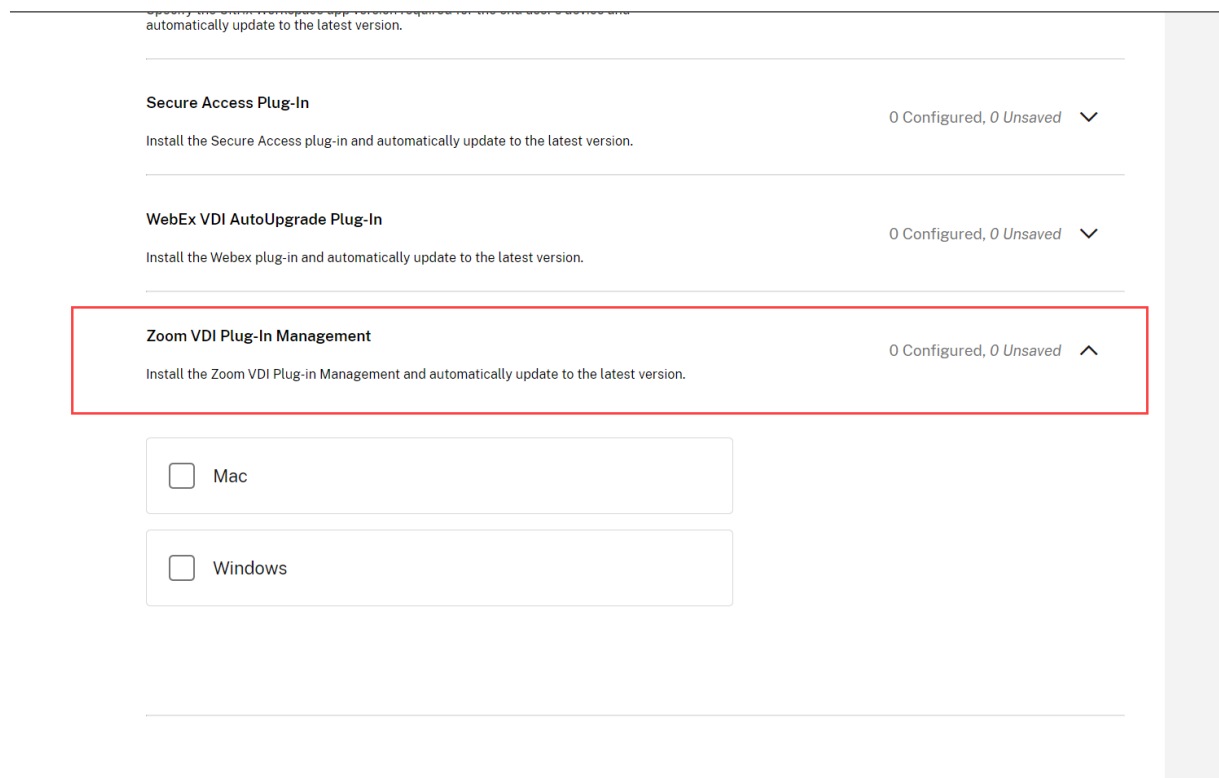 automatically update to the latest version.
Secure Access Plug-In
0 Configured, 0 Unsaved
Install the Secure Access plug-in and automatically update to the latest version.
WebEx VDI AutoUpgrade Plug-In
0 Configured, 0 Unsaved
Install the Webex plug-in and automatically update to the latest version.
Zoom VDI Plug-In Management
0 Configured, 0 Unsaved
Install the Zoom VDI Plug-in Management and automatically update to the latest version.
Mac
Windows